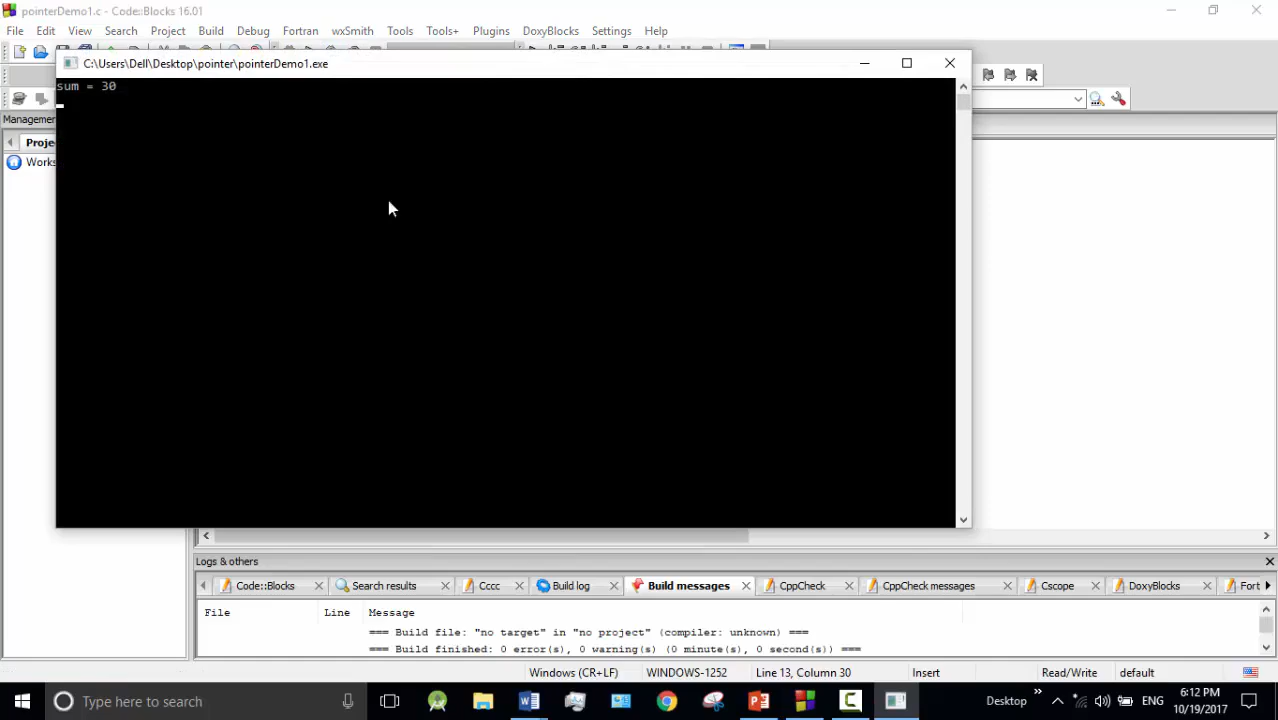 pointerDemo1.c - Code::Blocks 16.01
File Edit View Search Project Build Debug Fortran wxSmith Tools Tools+ Plugins DoxyBlocks Settings Help
C:\Users\Dell\Desktop\pointer\pointerDemo1.exe
sum = 30
Managemen
Proje
Works
Logs & others
Code::Blocks Search results Cccc Build log Build messages CppCheck CppCheck messages Cscope DoxyBlocks Fort
File Line Message
=== Build file: "no target" in "no project" (compiler: unknown) ===
=== Build finished: 0 error(s), 0 warning(s) (0 minute(s), 0 second(s)) ===
Windows (CR+LF) WINDOWS-1252 Line 13, Column 30 Insert Read/Write default
Type here to search
Desktop
ENG
6:12 PM
10/19/2017